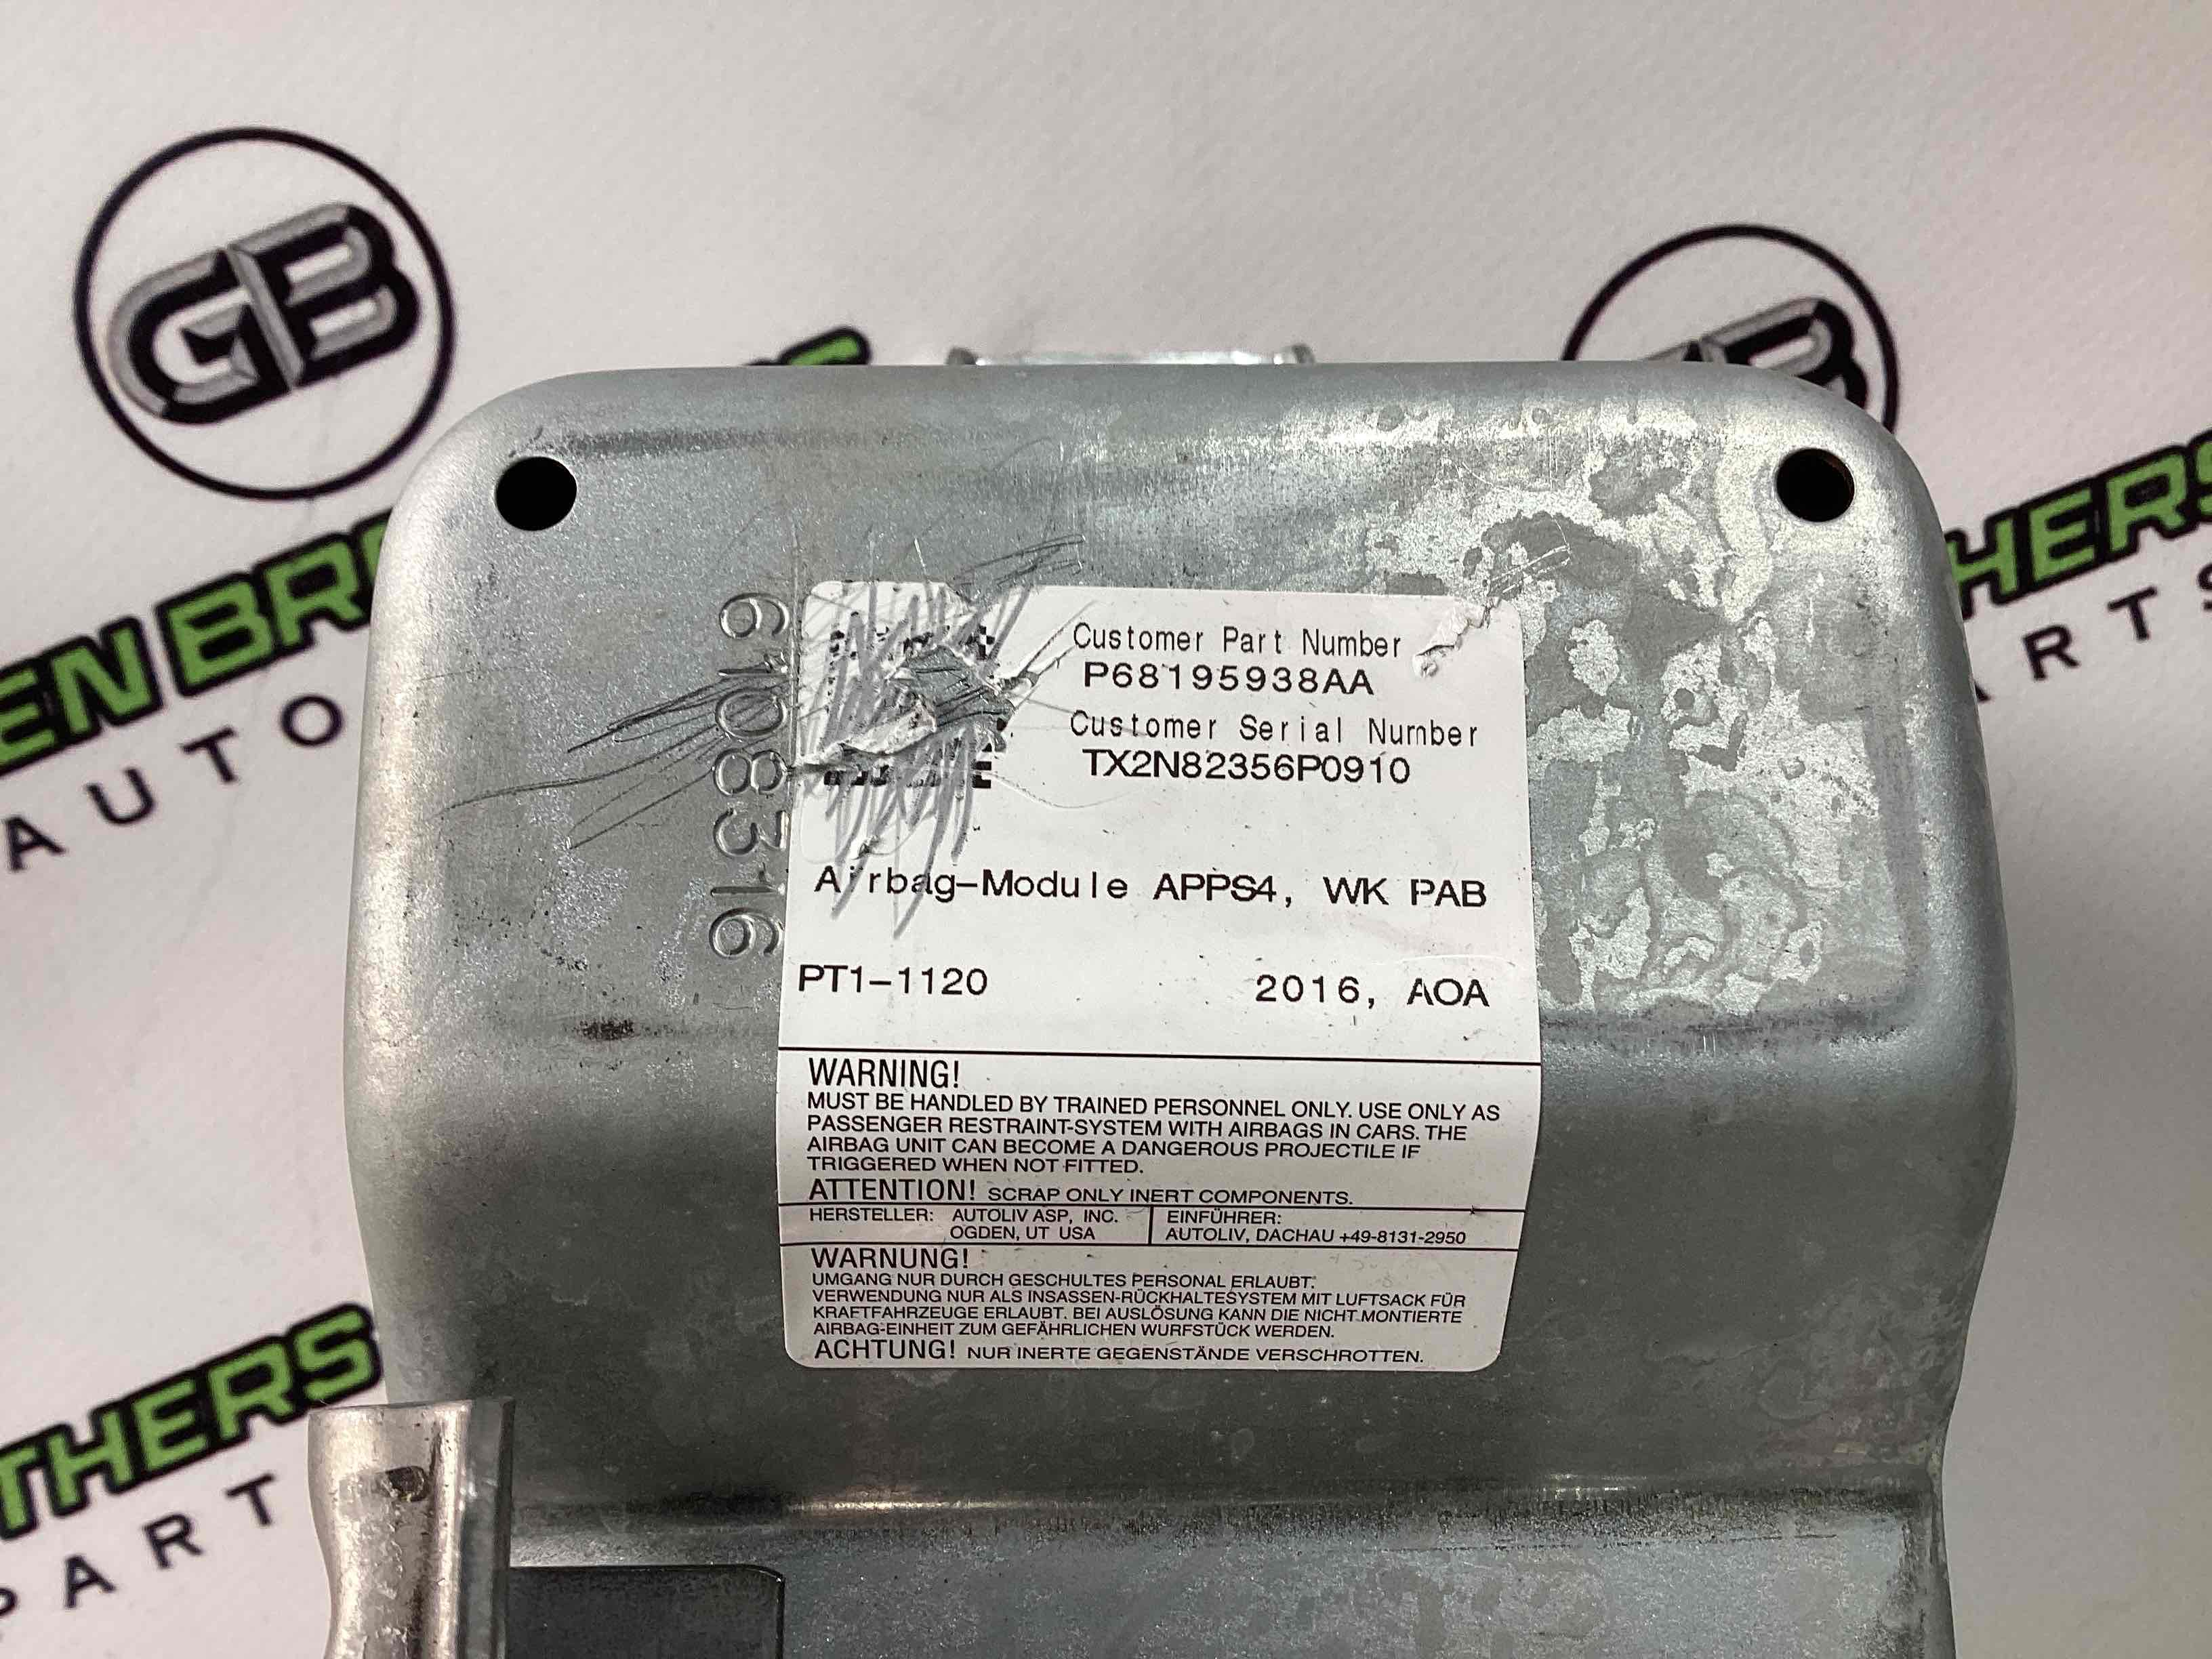 GB
GB
EN BRO
AUTO
HERS
ARTS
619
Customer Part Number
P68195938AA
Customer Serial Number
TX2N82356P0910
Airbag-Module APPS4, WK PAB
PT1-1120 2016, AOA
WARNING!
MUST BE HANDLED BY TRAINED PERSONNEL ONLY. USE ONLY AS
PASSENGER RESTRAINT-SYSTEM WITH AIRBAGS IN CARS. THE
AIRBAG UNIT CAN BECOME A DANGEROUS PROJECTILE IF
TRIGGERED WHEN NOT FITTED.
ATTENTION! SCRAP ONLY INERT COMPONENTS.
HERSTELLER: AUTOLIV ASP, INC.
OGDEN, UT USA
EINFÜHRER:
AUTOLIV, DACHAU +49-8131-2950
WARNUNG!
UMGANG NUR DURCH GESCHULTES PERSONAL ERLAUBT.
VERWENDUNG NUR ALS INSASSEN-RÜCKHALTESYSTEM MIT LUFTSACK FÜR
KRAFTFAHRZEUGE ERLAUBT. BEI AUSLÖSUNG KANN DIE NICHT MONTIERTE
AIRBAG-EINHEIT ZUM GEFÄHRLICHEN WURFSTÜCK WERDEN.
ACHTUNG! NUR INERTE GEGENSTÄNDE VERSCHROTTEN.
THERS
PART